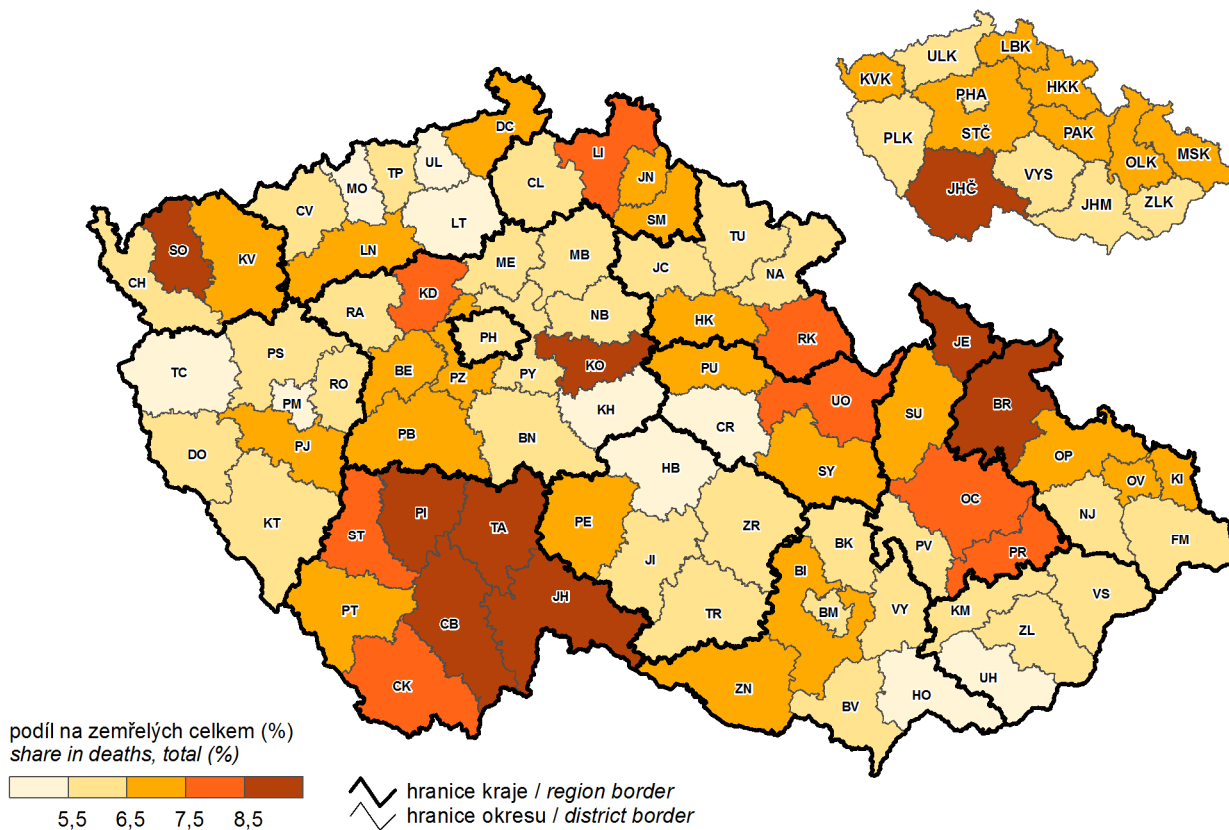 ULK
LBK
KVK
HKK
PHA
PLK
STČ
PAK
MSK
OLK
JHČ
VYS
ZLK
JHM
DC
UL
LI
TP
MO
CL
JN
CV
LT
SM
TU
SO
LN
KV
MB
ME
JC
CH
NA
KD
RA
NB
HK
PH
RK
JE
PS
KO
TC
BE
PY
PU
RO
PZ
PM
UO
BR
KH
SU
CR
PB
BN
PJ
DO
OP
HB
SY
KI
OV
OC
PI
KT
TA
PE
ZR
NJ
ST
FM
BK
PV
PR
JI
BI
VS
JH
PT
TR
BM
VY
KM
CB
ZL
UH
CK
ZN
HO
BV
podíl na zemřelých celkem (%)
share in deaths, total (%)
5,5 6,5 7,5 8,5
hranice kraje / region border
hranice okresu / district border